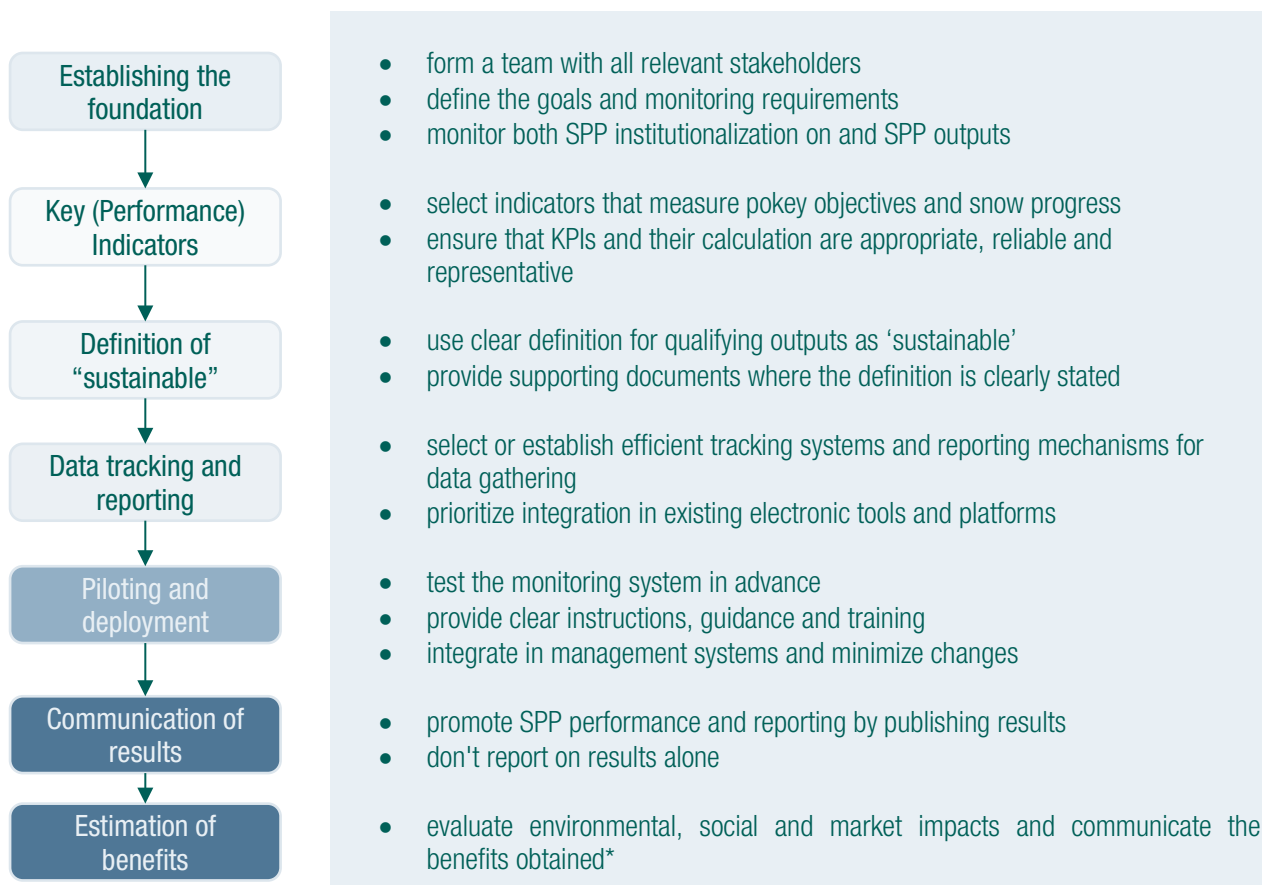 Establishing the
foundation
• form a team with all relevant stakeholders
• define the goals and monitoring requirements
• monitor both SPP institutionalization on and SPP outputs
Key (Performance)
Indicators
• select indicators that measure pokey objectives and snow progress
• ensure that KPIs and their calculation are appropriate, reliable and
representative
Definition of
“sustainable”
• use clear definition for qualifying outputs as ‘sustainable’
• provide supporting documents where the definition is clearly stated
Data tracking and
reporting
• select or establish efficient tracking systems and reporting mechanisms for
data gathering
• prioritize integration in existing electronic tools and platforms
Piloting and
deployment
• test the monitoring system in advance
• provide clear instructions, guidance and training
• integrate in management systems and minimize changes
Communication of
results
• promote SPP performance and reporting by publishing results
• don't report on results alone
Estimation of
benefits
• evaluate environmental, social and market impacts and communicate the
benefits obtained*